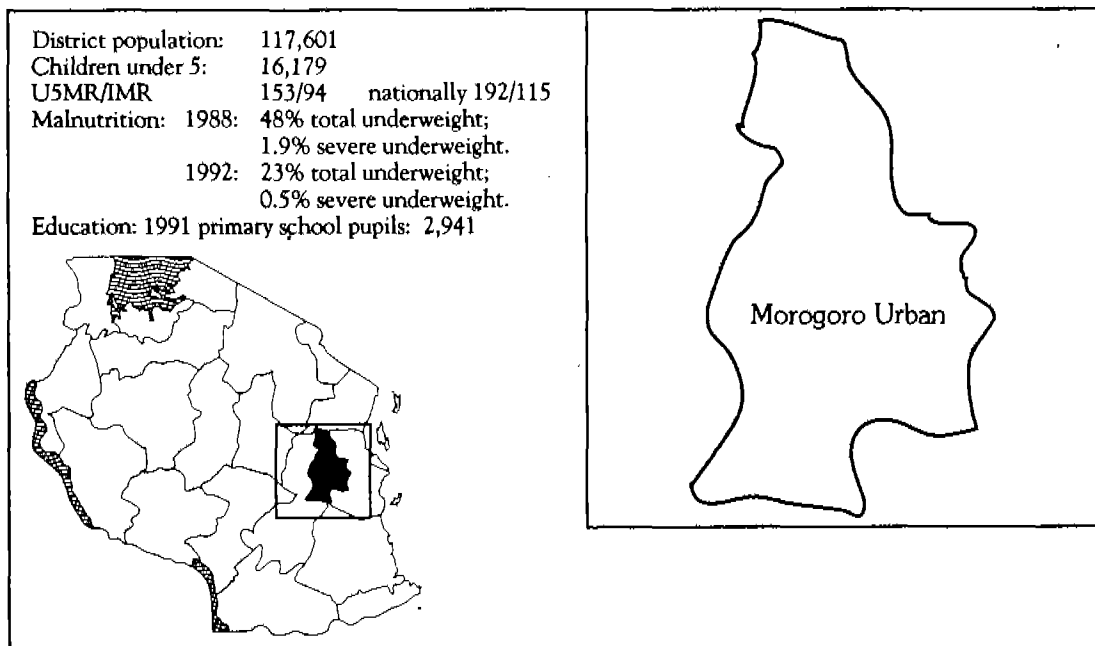 District population: 117,601
Children under 5: 16,179
U5MR/IMR 153/94 nationally 192/115
Malnutrition: 1988: 48% total underweight;
1.9% severe underweight.
1992: 23% total underweight;
0.5% severe underweight.
Education: 1991 primary school pupils: 2,941
Morogoro Urban